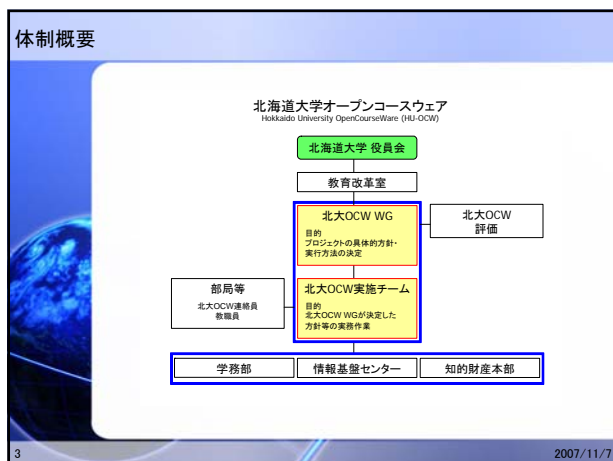 体制概要
北海道大学オープンコースウェア
Hokkaido University OpenCourseWare (HU-OCW)
北海道大学 役員会
教育改革室
北大OCW WG
目的
プロジェクトの具体的方針・
実行方法の決定
北大OCW
評価
部局等
北大OCW連絡員
教職員
北大OCW実施チーム
目的
北大OCW WGが決定した
方針等の実務作業
学務部
情報基盤センター
知的財産本部
3
2007/11/7